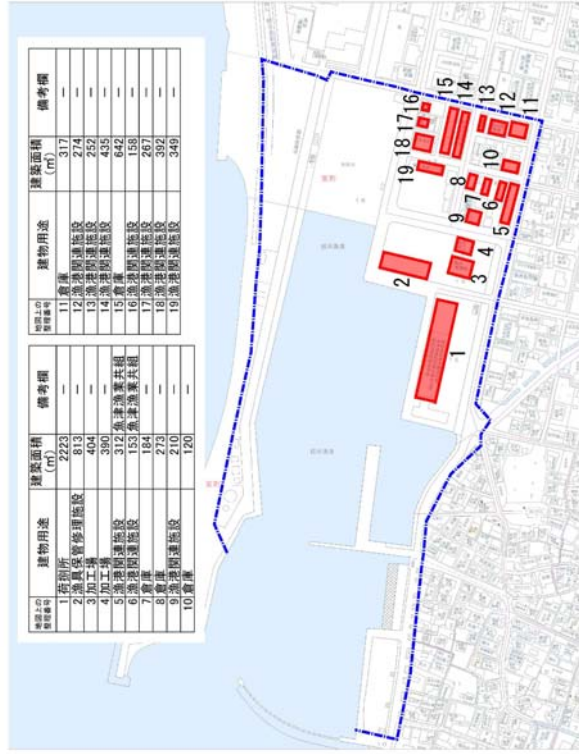 地図上の整理番号 建物用途 建築面積(㎡) 備考欄
1 荷捌所 2223 －
2 漁具保管修理施設 813 －
3 加工場 404 －
4 加工場 390 －
5 漁港関連施設 312 魚津漁業共組
6 漁港関連施設 153 魚津漁業共組
7 倉庫 184 －
8 倉庫 273 －
9 漁港関連施設 210 －
10 倉庫 120 －
地図上の整理番号 建物用途 建築面積(㎡) 備考欄
11 倉庫 317 －
12 漁港関連施設 274 －
13 漁港関連施設 252 －
14 漁港関連施設 435 －
15 倉庫 642 －
16 漁港関連施設 158 －
17 漁港関連施設 267 －
18 漁港関連施設 392 －
19 漁港関連施設 349 －
1
2
3
4
5
6
7
8
9
10
11
12
13
14
15
16
17
18
19